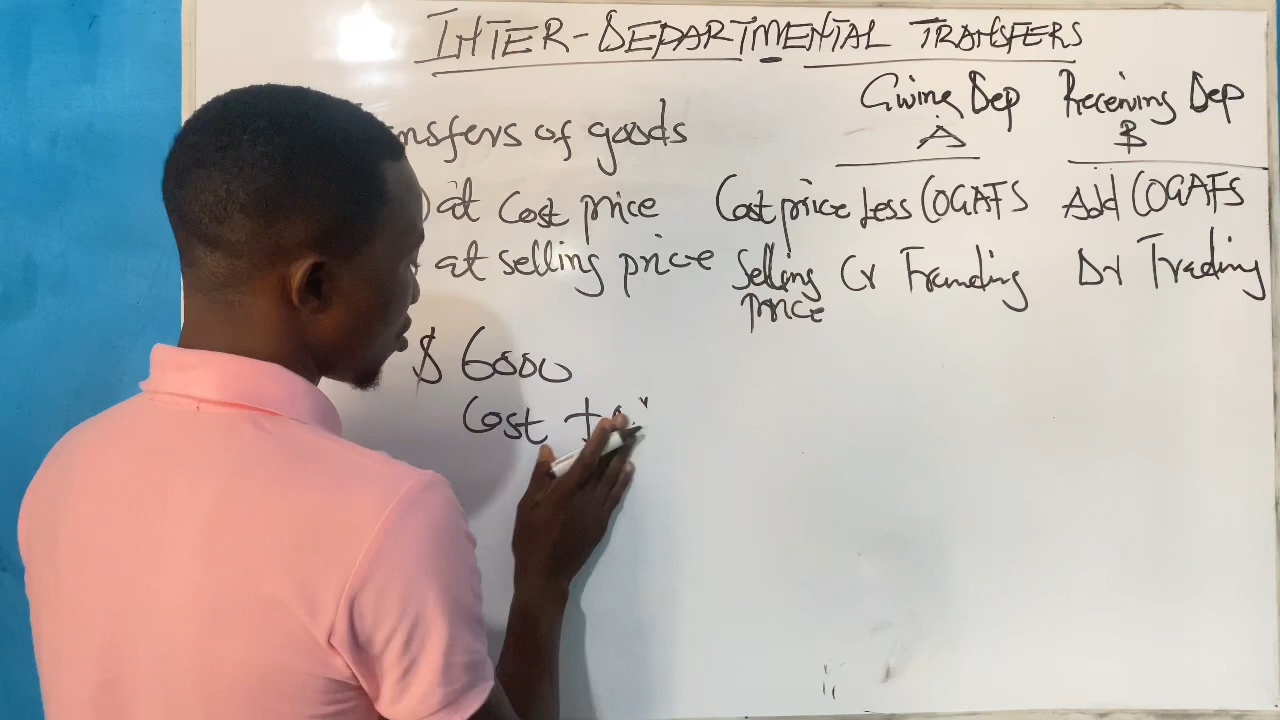 INTER-DEPARTMENTAL TRANSFERS
Giving Dep Receiving Dep
A B
nsfers of goods
) at Cost price Cost price Less COGAFS Add COGAFS
at selling price Selling price Cr Tranding Dr Trading
$ 6000
Cost +